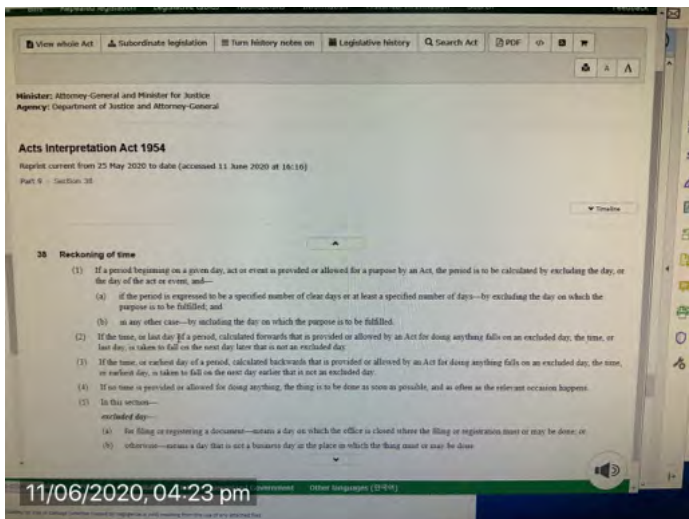 View whole Act Subordinate legislation Turn history notes on Legislative history Search Act PDF </>
A A
Minister: Attorney-General and Minister for Justice
Agency: Department of Justice and Attorney-General
Acts Interpretation Act 1954
Reprint current from 25 May 2020 to date (accessed 11 June 2020 at 16:16)
Part 9 Section 38
Timeline
38 Reckoning of time
(1) If a period beginning on a given day, act or event is provided or allowed for a purpose by an Act, the period is to be calculated by excluding the day, or
the day of the act or event, and—
(a) if the period is expressed to be a specified number of clear days or at least a specified number of days—by excluding the day on which the
purpose is to be fulfilled; and
(b) in any other case—by including the day on which the purpose is to be fulfilled.
(2) If the time, or last day of a period, calculated forwards that is provided or allowed by an Act for doing anything falls on an excluded day, the time, or
last day, is taken to fall on the next day later that is not an excluded day.
(3) If the time, or earliest day of a period, calculated backwards that is provided or allowed by an Act for doing anything falls on an excluded day, the time,
or earliest day, is taken to fall on the next day earlier that is not an excluded day.
(4) If no time is provided or allowed for doing anything, the thing is to be done as soon as possible, and as often as the relevant occasion happens.
(5) In this section—
excluded day—
(a) for filing or registering a document—means a day on which the office is closed where the filing or registration must or may be done; or
(b) otherwise—means a day that is not a business day in the place in which the thing must or may be done.
Government Other languages
11/06/2020, 04:23 pm